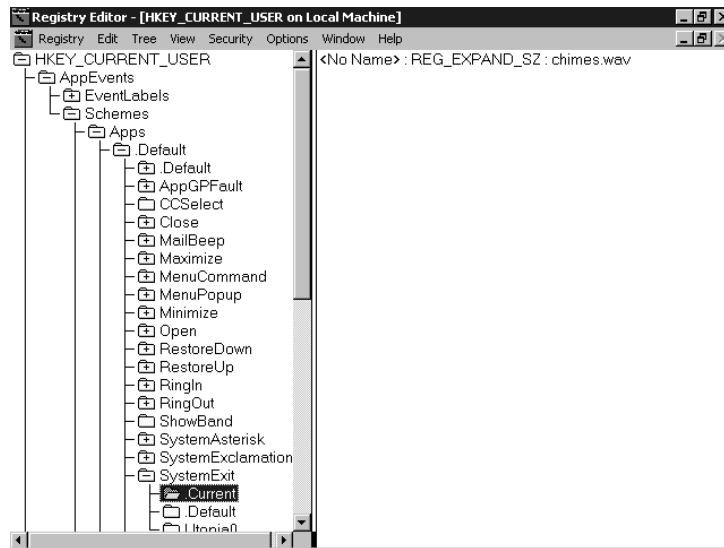 Registry Editor - [HKEY_CURRENT_USER on Local Machine]
Registry Edit Tree View Security Options Window Help
HKEY_CURRENT_USER
<No Name> : REG_EXPAND_SZ : chimes.wav
AppEvents
EventLabels
Schemes
Apps
.Default
.Default
AppGPFault
CCSelect
Close
MailBeep
Maximize
MenuCommand
MenuPopup
Minimize
Open
RestoreDown
RestoreUp
RingIn
RingOut
ShowBand
SystemAsterisk
SystemExclamation
SystemExit
.Current
.Default
Utopia0